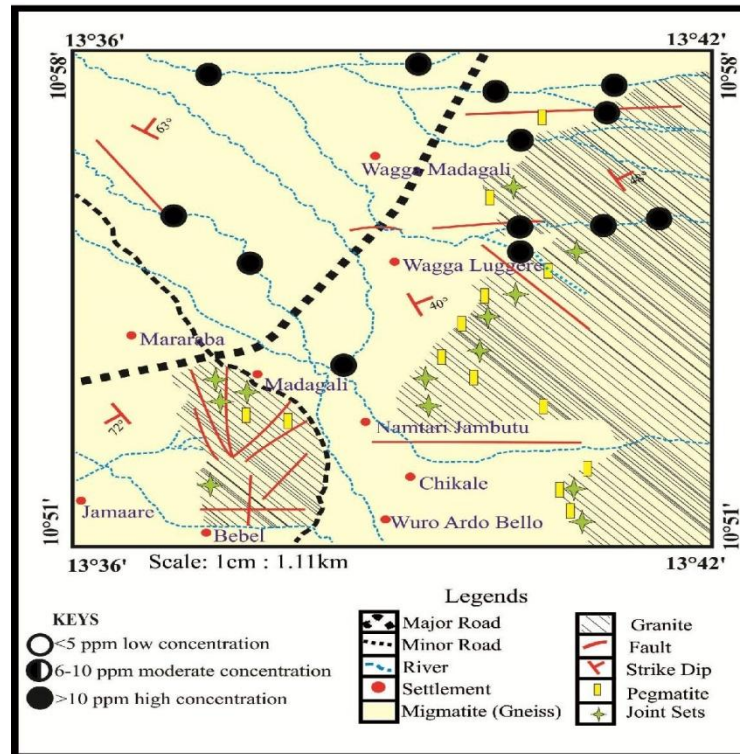 13°36' 13°42'
10°58' 10°58'
63°
Wagga Madagali
48°
Wagga Luggere
40°
Mararaba
Madagali
72°
Namtari Jambutu
Chikale
Jamaare
Wuro Ardo Bello
Bebel
10°51' 10°51'
13°36' 13°42'
Scale: 1cm : 1.11km
Legends
KEYS
<5 ppm low concentration
6-10 ppm moderate concentration
>10 ppm high concentration
Major Road
Minor Road
River
Settlement
Migmatite (Gneiss)
Granite
Fault
Strike Dip
Pegmatite
Joint Sets